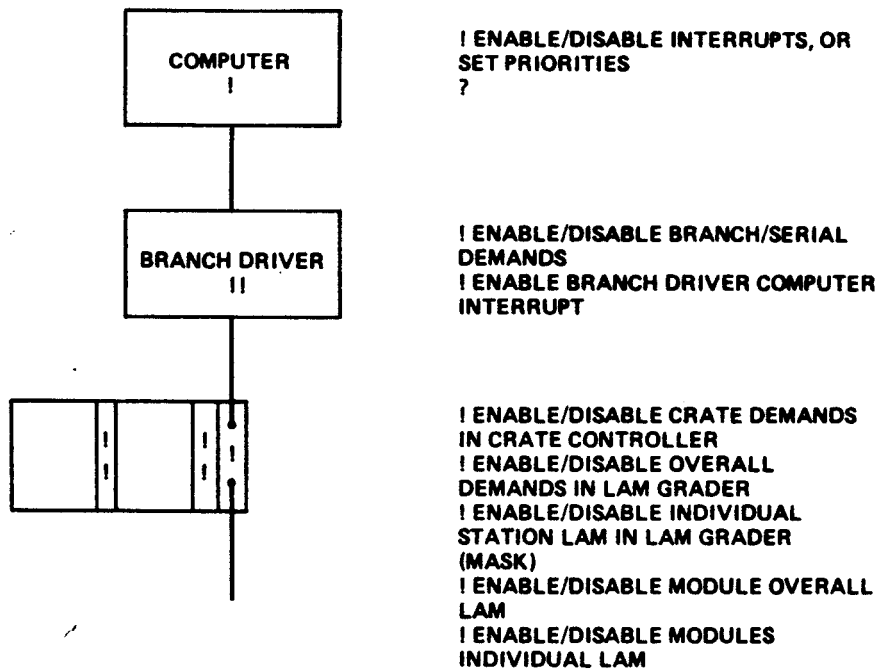 COMPUTER
!
! ENABLE/DISABLE INTERRUPTS, OR
SET PRIORITIES
?
BRANCH DRIVER
!!
! ENABLE/DISABLE BRANCH/SERIAL
DEMANDS
! ENABLE BRANCH DRIVER COMPUTER
INTERRUPT
! ! !
! !
! ENABLE/DISABLE CRATE DEMANDS
IN CRATE CONTROLLER
! ENABLE/DISABLE OVERALL
DEMANDS IN LAM GRADER
! ENABLE/DISABLE INDIVIDUAL
STATION LAM IN LAM GRADER
(MASK)
! ENABLE/DISABLE MODULE OVERALL
LAM
! ENABLE/DISABLE MODULES
INDIVIDUAL LAM